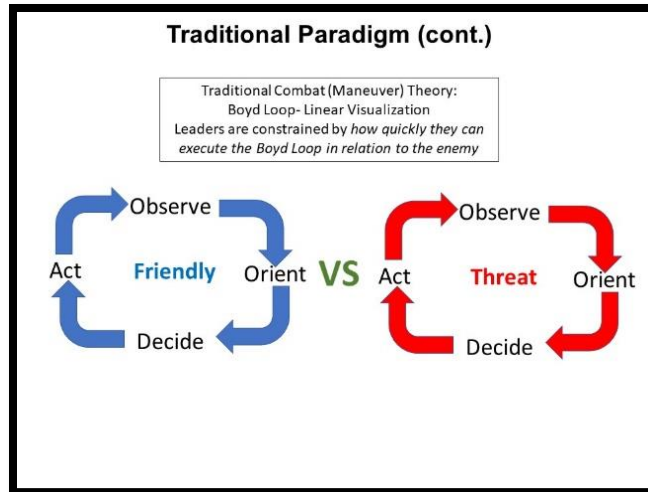 Traditional Paradigm (cont.)
Traditional Combat (Maneuver) Theory:
Boyd Loop- Linear Visualization
Leaders are constrained by how quickly they can
execute the Boyd Loop in relation to the enemy
Observe
Act
Friendly
Orient
Decide
VS
Observe
Act
Threat
Orient
Decide